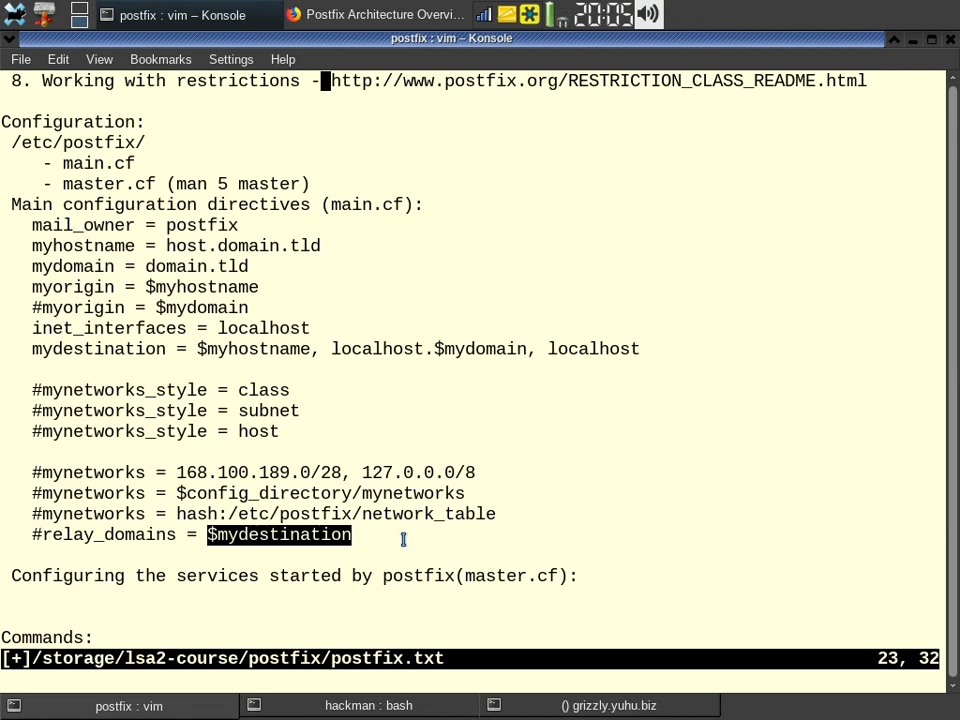 postfix : vim – Konsole
Postfix Architecture Overvi...
20:05
postfix : vim – Konsole
File Edit View Bookmarks Settings Help
8. Working with restrictions - http://www.postfix.org/RESTRICTION_CLASS_README.html
Configuration:
/etc/postfix/
- main.cf
- master.cf (man 5 master)
Main configuration directives (main.cf):
mail_owner = postfix
myhostname = host.domain.tld
mydomain = domain.tld
myorigin = $myhostname
#myorigin = $mydomain
inet_interfaces = localhost
mydestination = $myhostname, localhost.$mydomain, localhost
#mynetworks_style = class
#mynetworks_style = subnet
#mynetworks_style = host
#mynetworks = 168.100.189.0/28, 127.0.0.0/8
#mynetworks = $config_directory/mynetworks
#mynetworks = hash:/etc/postfix/network_table
#relay_domains = $mydestination
Configuring the services started by postfix(master.cf):
Commands:
[+]/storage/lsa2-course/postfix/postfix.txt 23, 32
postfix : vim
hackman : bash
() grizzly.yuhu.biz